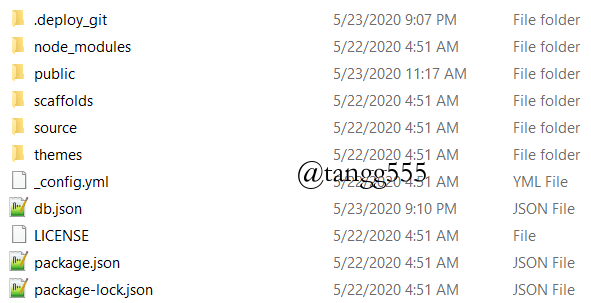 .deploy_git 5/23/2020 9:07 PM File folder
node_modules 5/22/2020 4:51 AM File folder
public 5/23/2020 11:17 AM File folder
scaffolds 5/22/2020 4:51 AM File folder
source 5/22/2020 4:51 AM File folder
themes 5/22/2020 4:51 AM File folder
@tangg555
_config.yml 5/22/2020 4:51 AM YML File
db.json 5/23/2020 9:10 PM JSON File
LICENSE 5/22/2020 4:51 AM File
package.json 5/22/2020 4:51 AM JSON File
package-lock.json 5/22/2020 4:51 AM JSON File